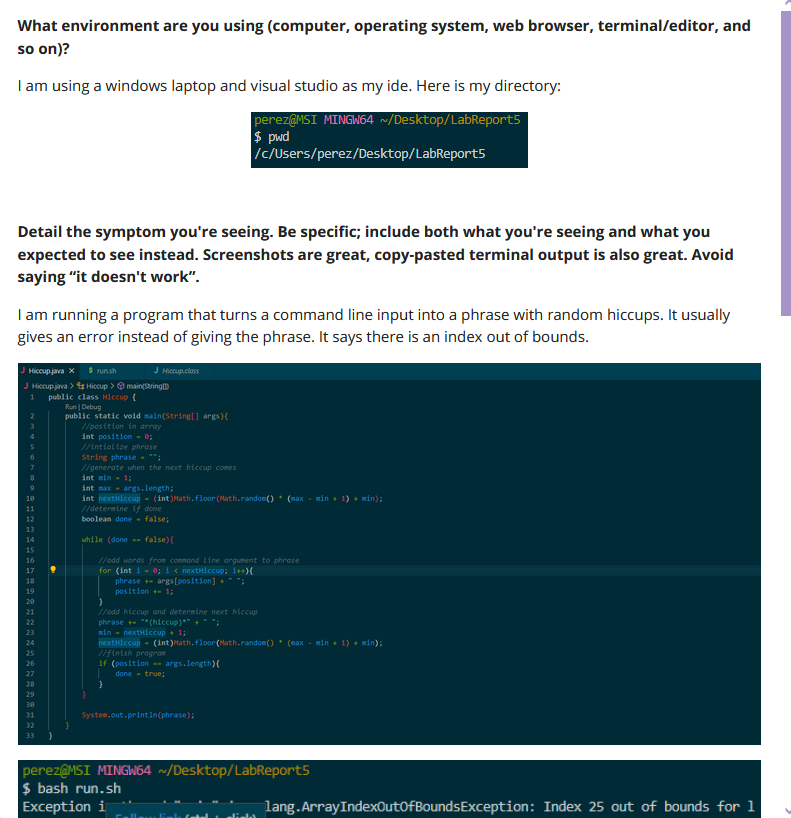 What environment are you using (computer, operating system, web browser, terminal/editor, and
so on)?
I am using a windows laptop and visual studio as my ide. Here is my directory:
perez@MSI MINGW64 ~/Desktop/LabReport5
$ pwd
/c/Users/perez/Desktop/LabReport5
Detail the symptom you're seeing. Be specific; include both what you're seeing and what you
expected to see instead. Screenshots are great, copy-pasted terminal output is also great. Avoid
saying “it doesn't work”.
I am running a program that turns a command line input into a phrase with random hiccups. It usually
gives an error instead of giving the phrase. It says there is an index out of bounds.
J Hiccup.java × $ run.sh J Hiccup.class
J Hiccup.java > Hiccup > main(String[])
1 public class Hiccup {
Run | Debug
2 public static void main(String[] args){
3 //position in array
4 int position = 0;
5 //intialize phrase
6 String phrase = "";
7 //generate when the next hiccup comes
8 int min = 1;
9 int max = args.length;
10 int nextHiccup = (int)Math.floor(Math.random() * (max - min + 1) + min);
11 //determine if done
12 boolean done = false;
13
14 while (done == false){
15
16 //add words from command line argument to phrase
17 for (int i = 0; i < nextHiccup; i++){
18 phrase += args[position] + " ";
19 position += 1;
20 }
21 //add hiccup and determine next hiccup
22 phrase += "*(hiccup)*" + " ";
23 min = nextHiccup + 1;
24 nextHiccup = (int)Math.floor(Math.random() * (max - min + 1) + min);
25 //finish program
26 if (position == args.length){
27 done = true;
28 }
29 }
30
31 System.out.println(phrase);
32 }
33 }
perez@MSI MINGW64 ~/Desktop/LabReport5
$ bash run.sh
Exception i lang.ArrayIndexOutOfBoundsException: Index 25 out of bounds for l